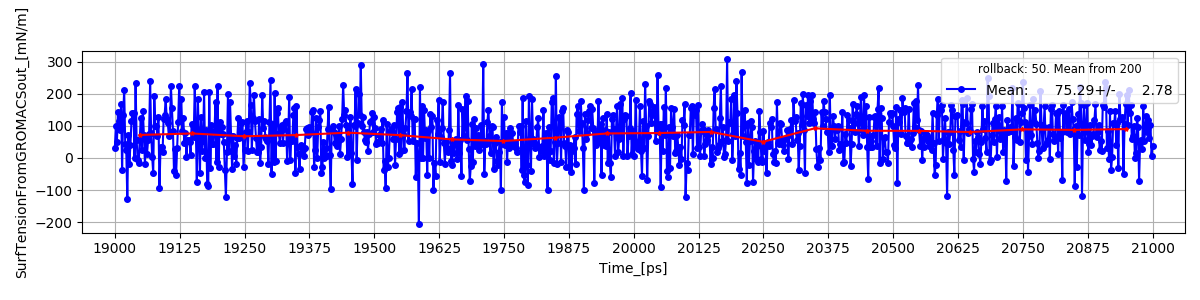 SurfTensionFromGROMACSout_[mN/m]
300
200
100
0
−100
−200
rollback: 50. Mean from 200
Mean: 75.29+/- 2.78
19000 19125 19250 19375 19500 19625 19750 19875 20000 20125 20250 20375 20500 20625 20750 20875 21000
Time_[ps]